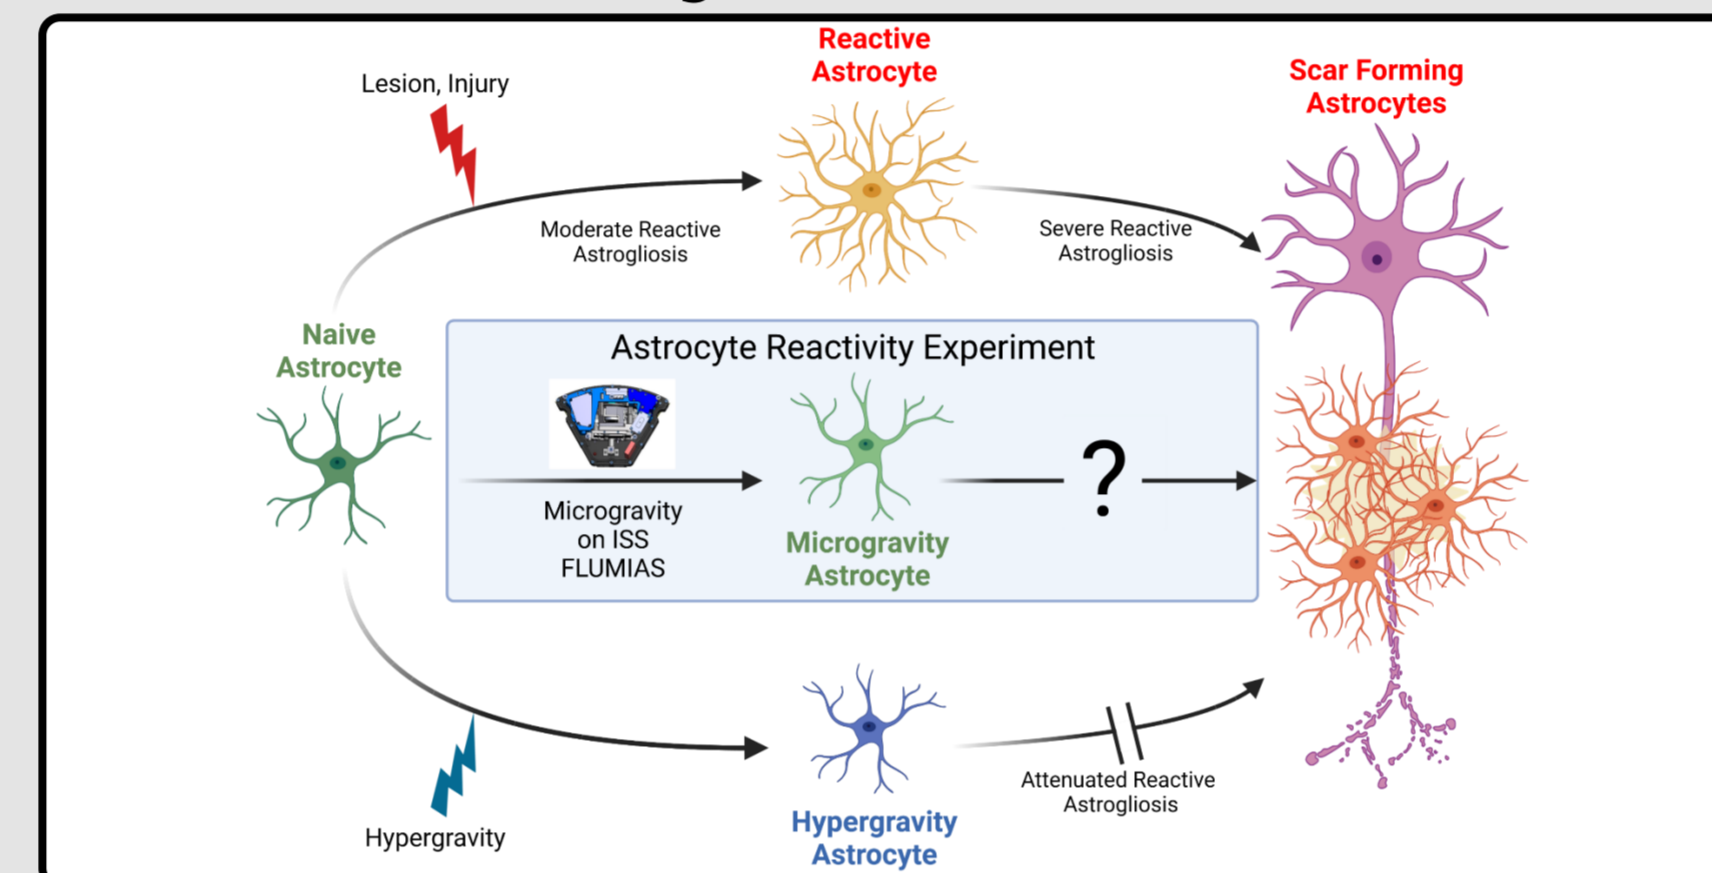 Reactive
Astrocyte
Scar Forming
Astrocytes
Lesion, Injury
Moderate Reactive
Astrogliosis
Severe Reactive
Astrogliosis
Naive
Astrocyte
Astrocyte Reactivity Experiment
?
Microgravity
on ISS
FLUMIAS
Microgravity
Astrocyte
Attenuated Reactive
Astrogliosis
Hypergravity
Hypergravity
Astrocyte